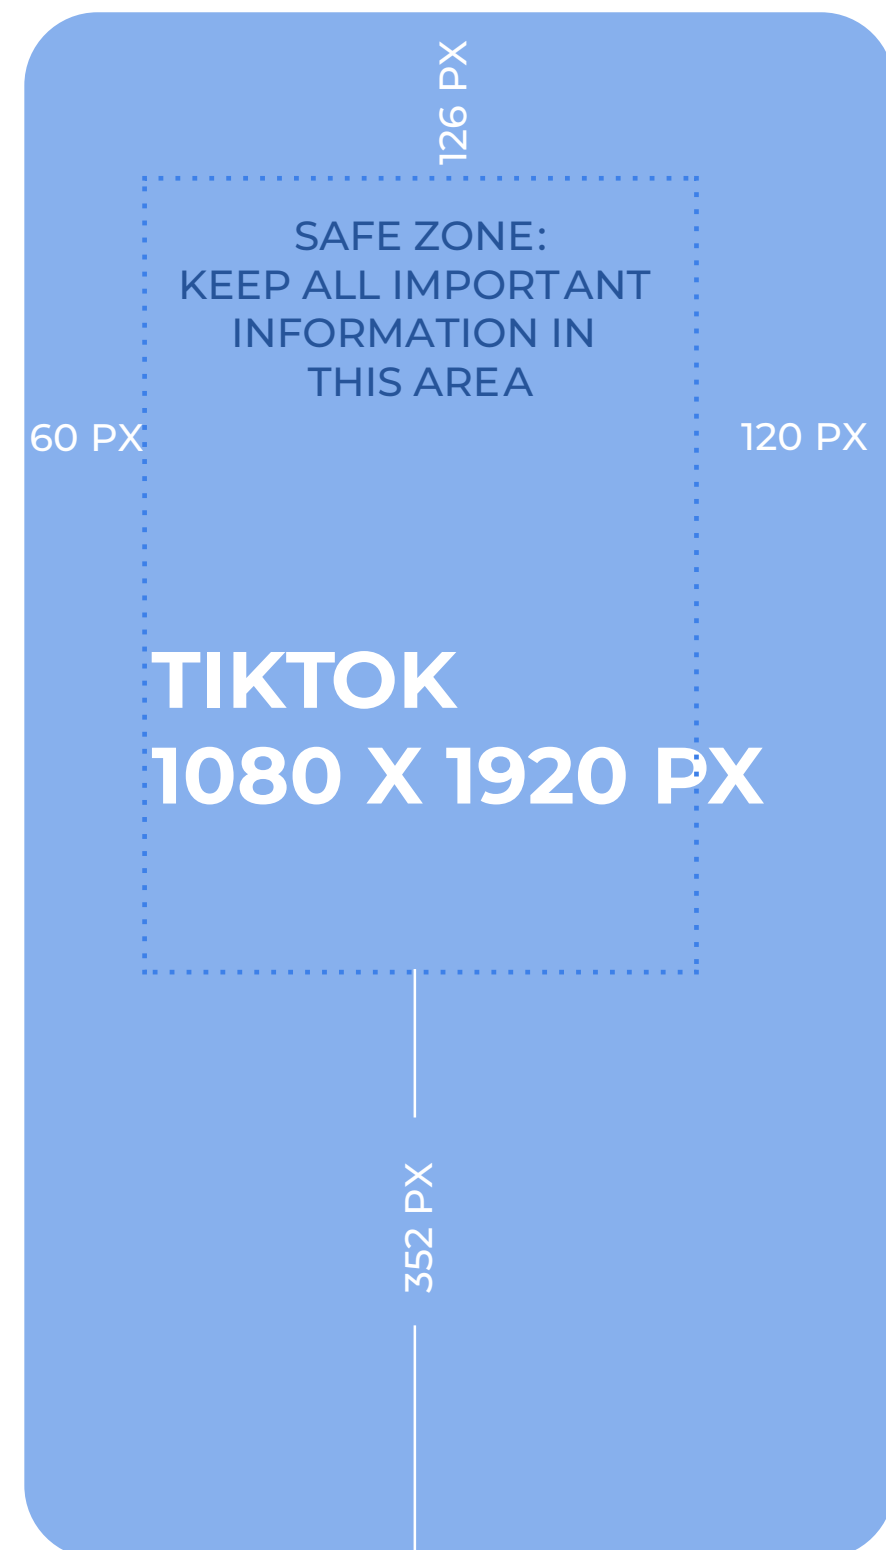 126 PX
SAFE ZONE:
KEEP ALL IMPORTANT
INFORMATION IN
THIS AREA
60 PX
120 PX
TIKTOK
1080 X 1920 PX
352 PX